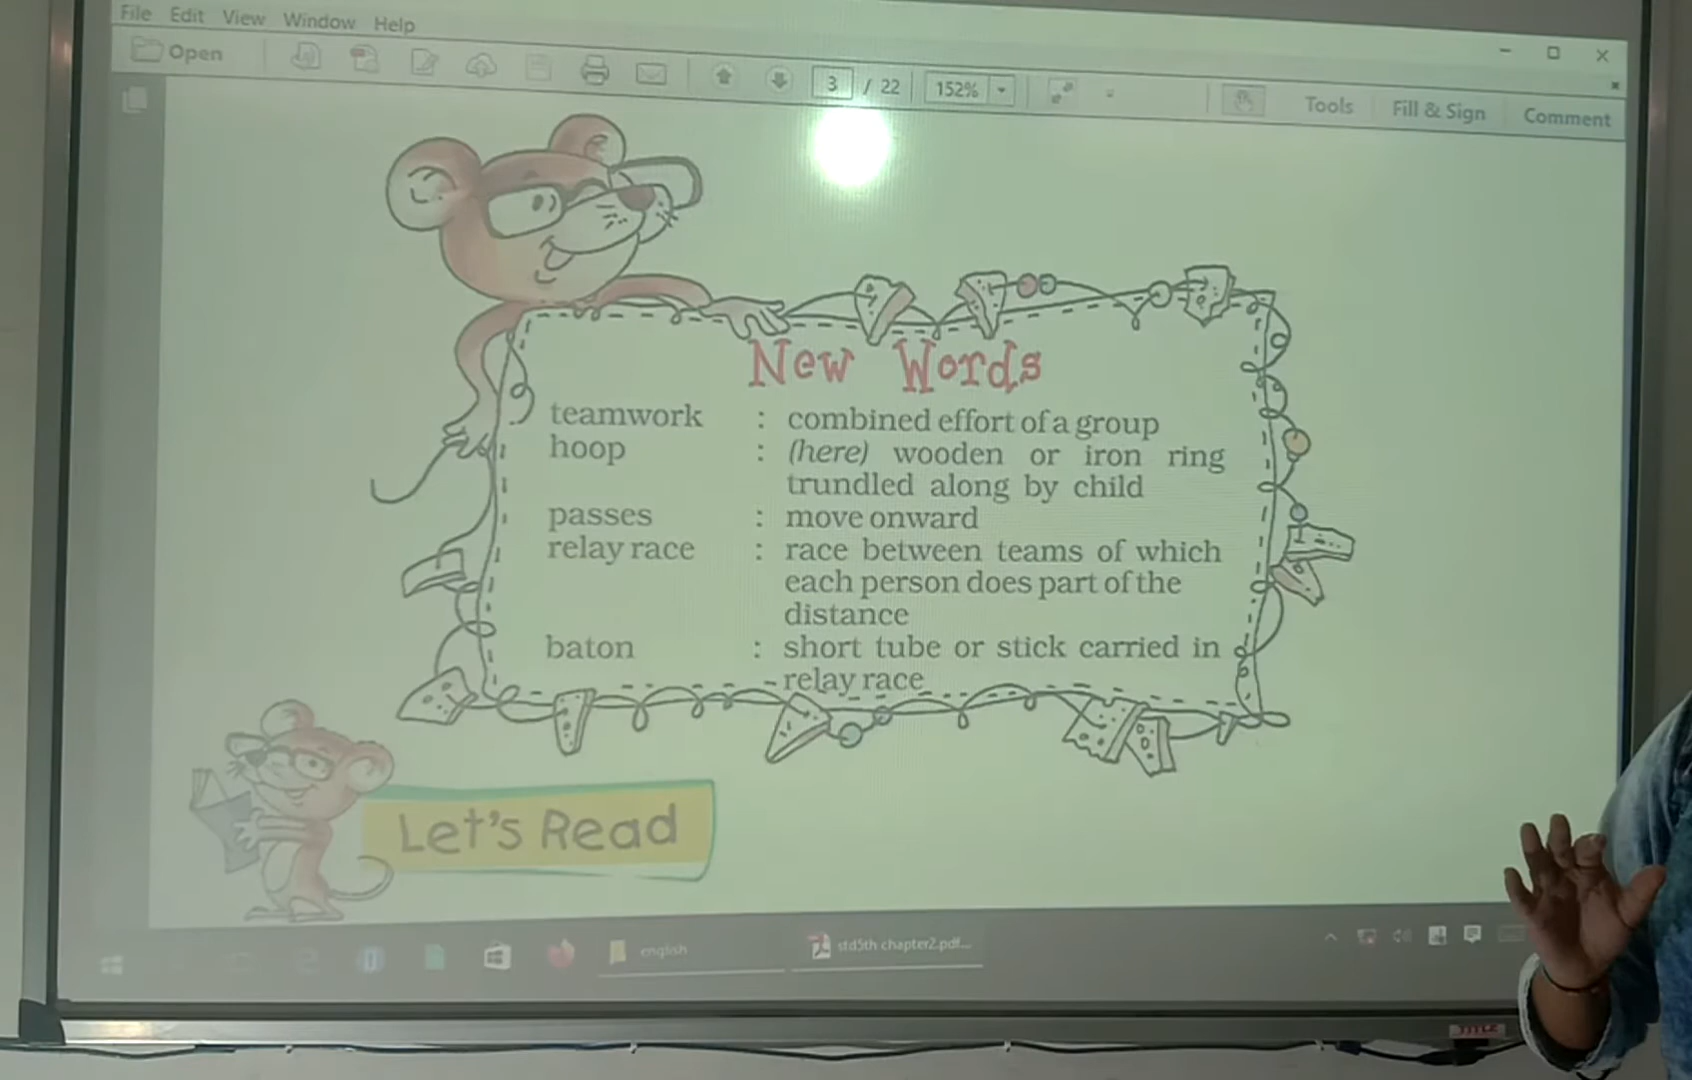 File Edit View Window Help
Open 3 / 22 152% Tools Fill & Sign Comment
New Words
teamwork : combined effort of a group
hoop : (here) wooden or iron ring
trundled along by child
passes : move onward
relay race : race between teams of which
each person does part of the
distance
baton : short tube or stick carried in
relay race
Let's Read
english std5th chapter2.pdf...
TITLE